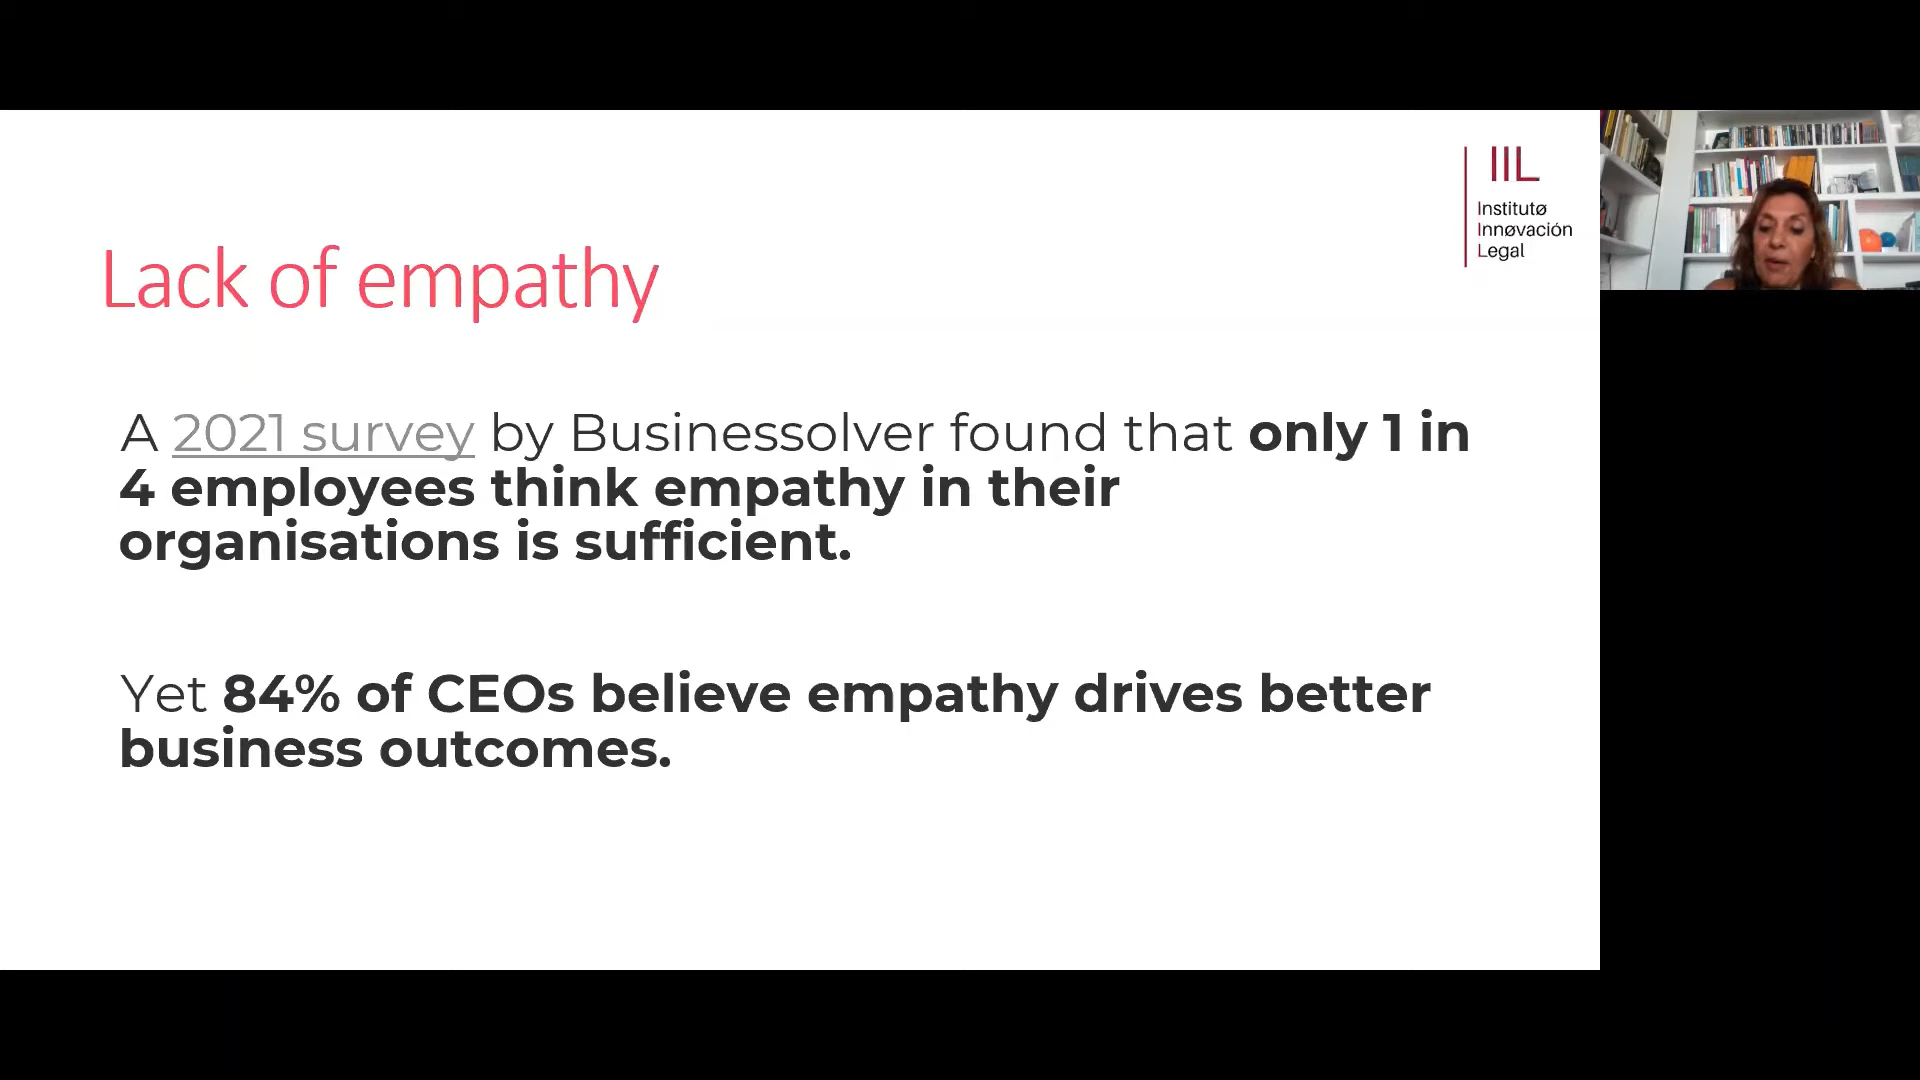 IIL
Institutø
Innøvación
Legal
Lack of empathy
A 2021 survey by Businessolver found that only 1 in
4 employees think empathy in their
organisations is sufficient.
Yet 84% of CEOs believe empathy drives better
business outcomes.